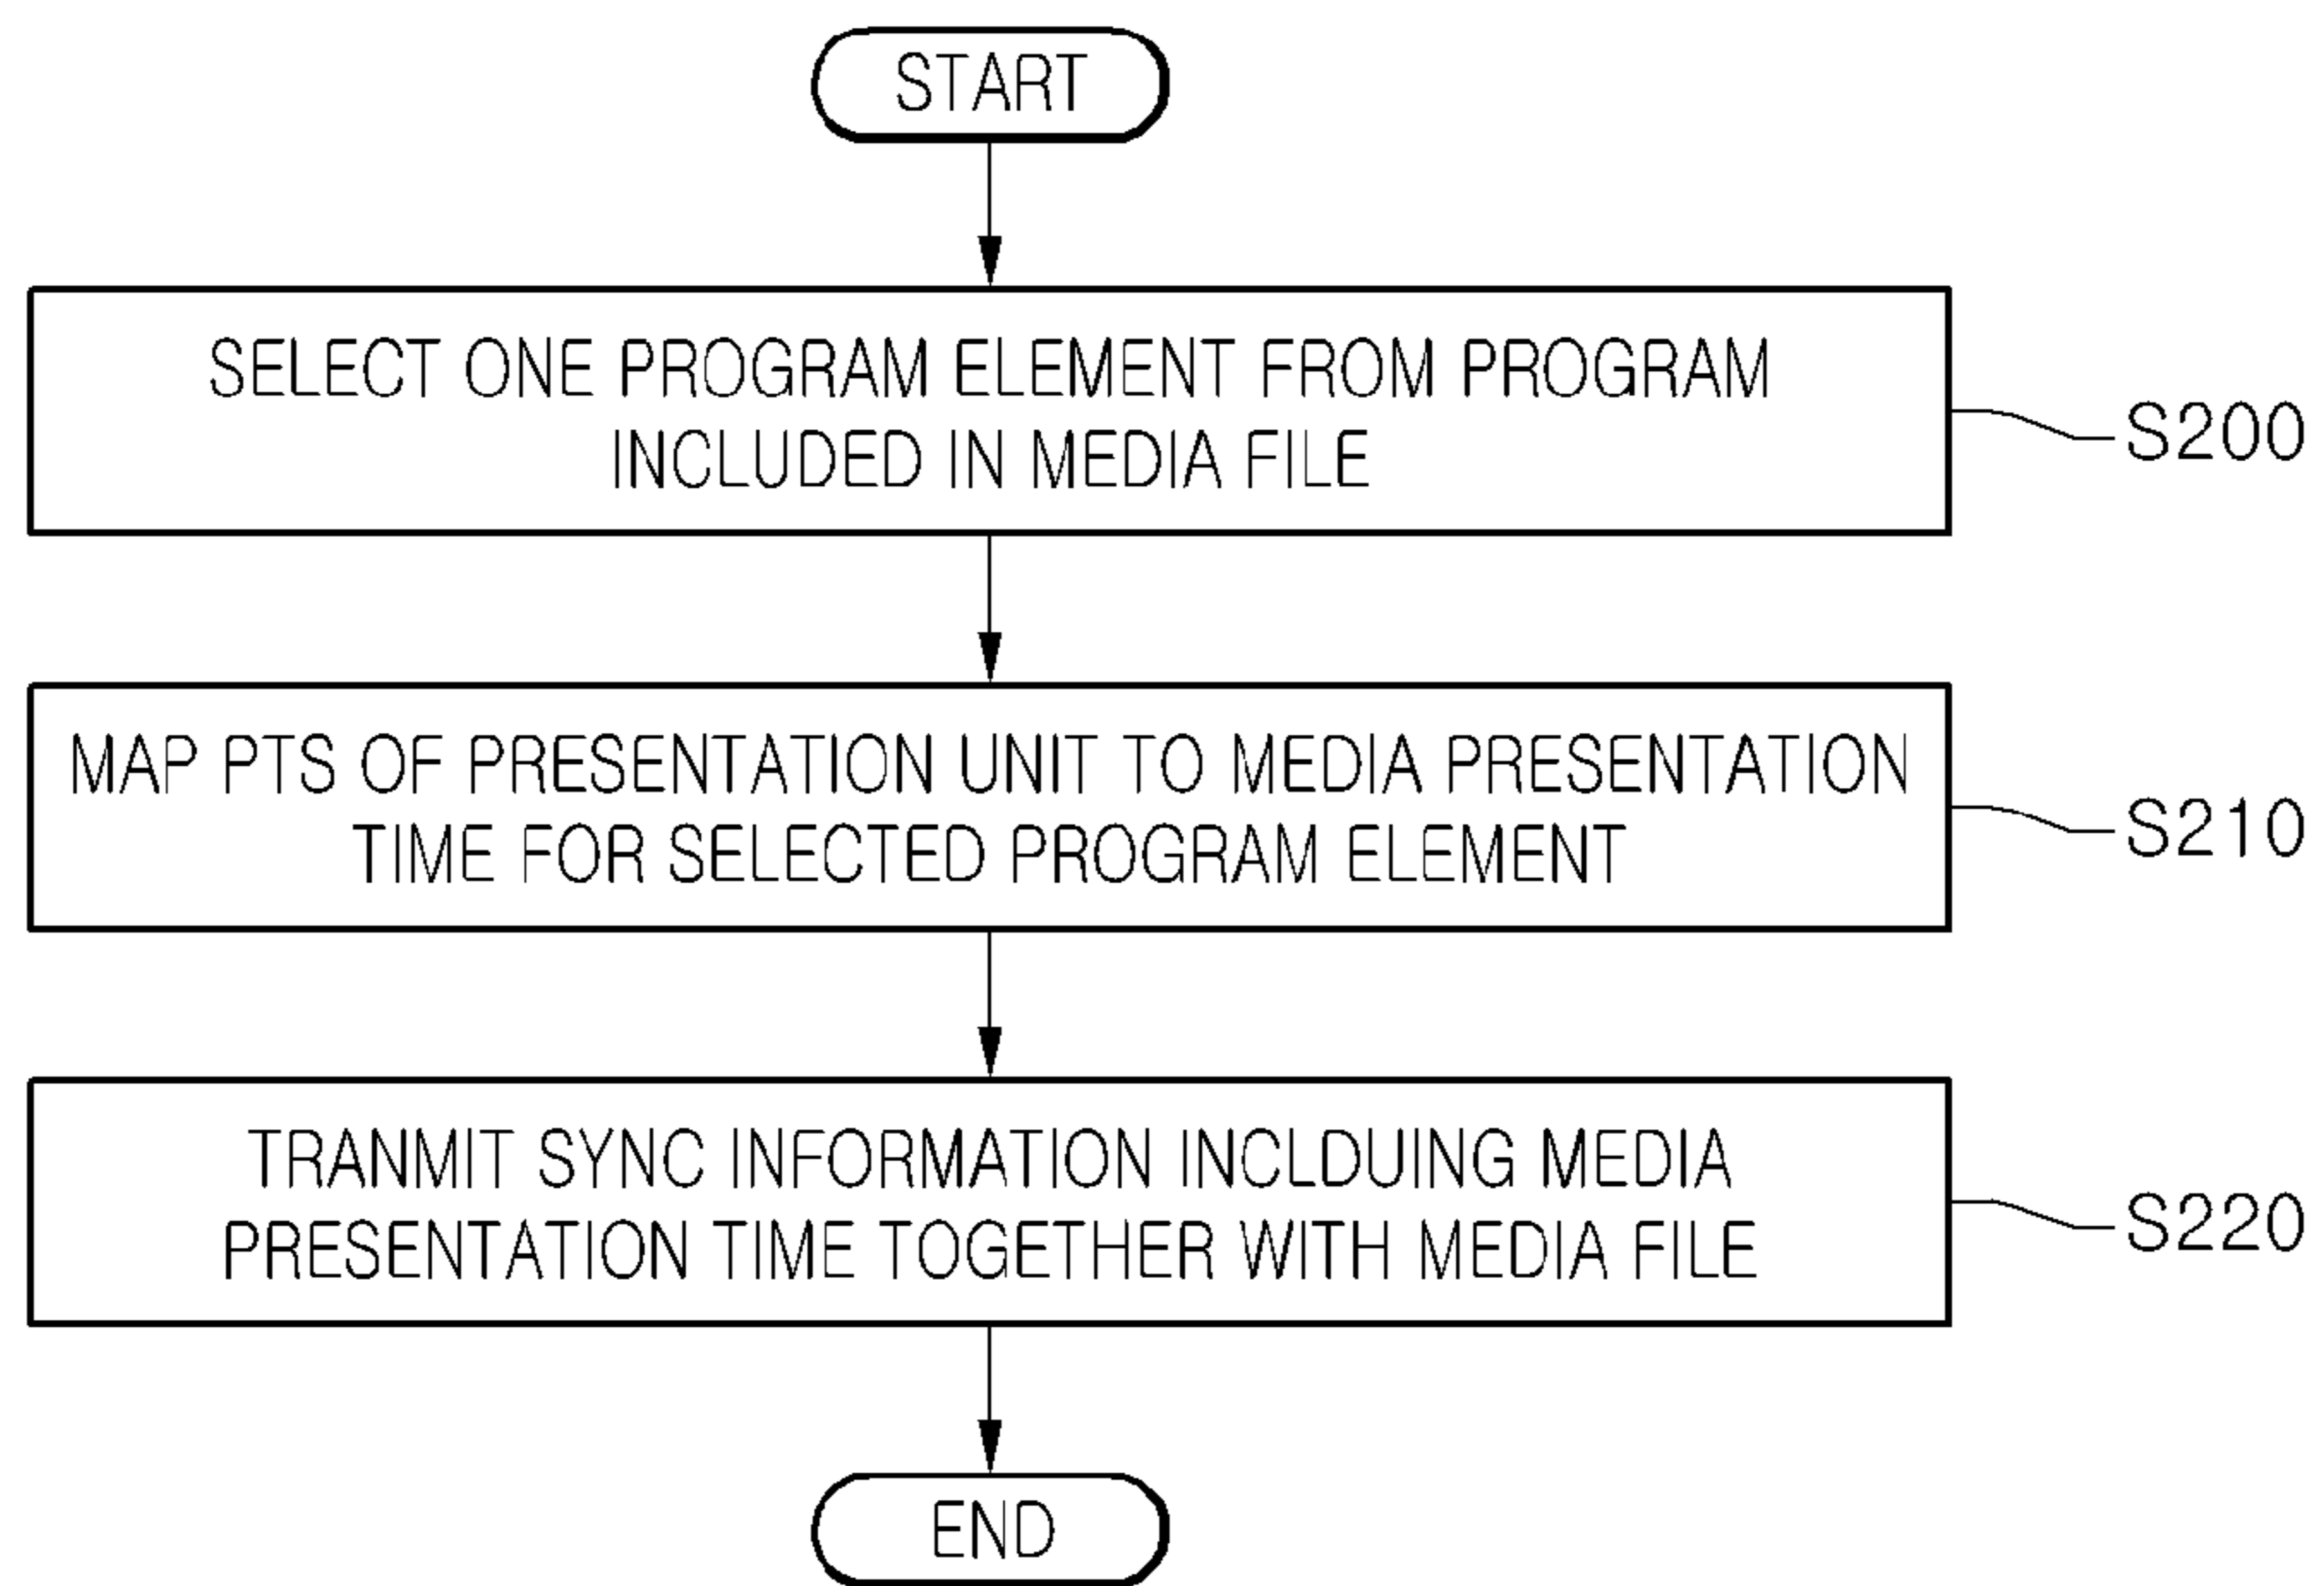 START
SELECT ONE PROGRAM ELEMENT FROM PROGRAM
INCLUDED IN MEDIA FILE
S200
MAP PTS OF PRESENTATION UNIT TO MEDIA PRESENTATION
TIME FOR SELECTED PROGRAM ELEMENT
S210
TRANMIT SYNC INFORMATION INCLDUING MEDIA
PRESENTATION TIME TOGETHER WITH MEDIA FILE
S220
END